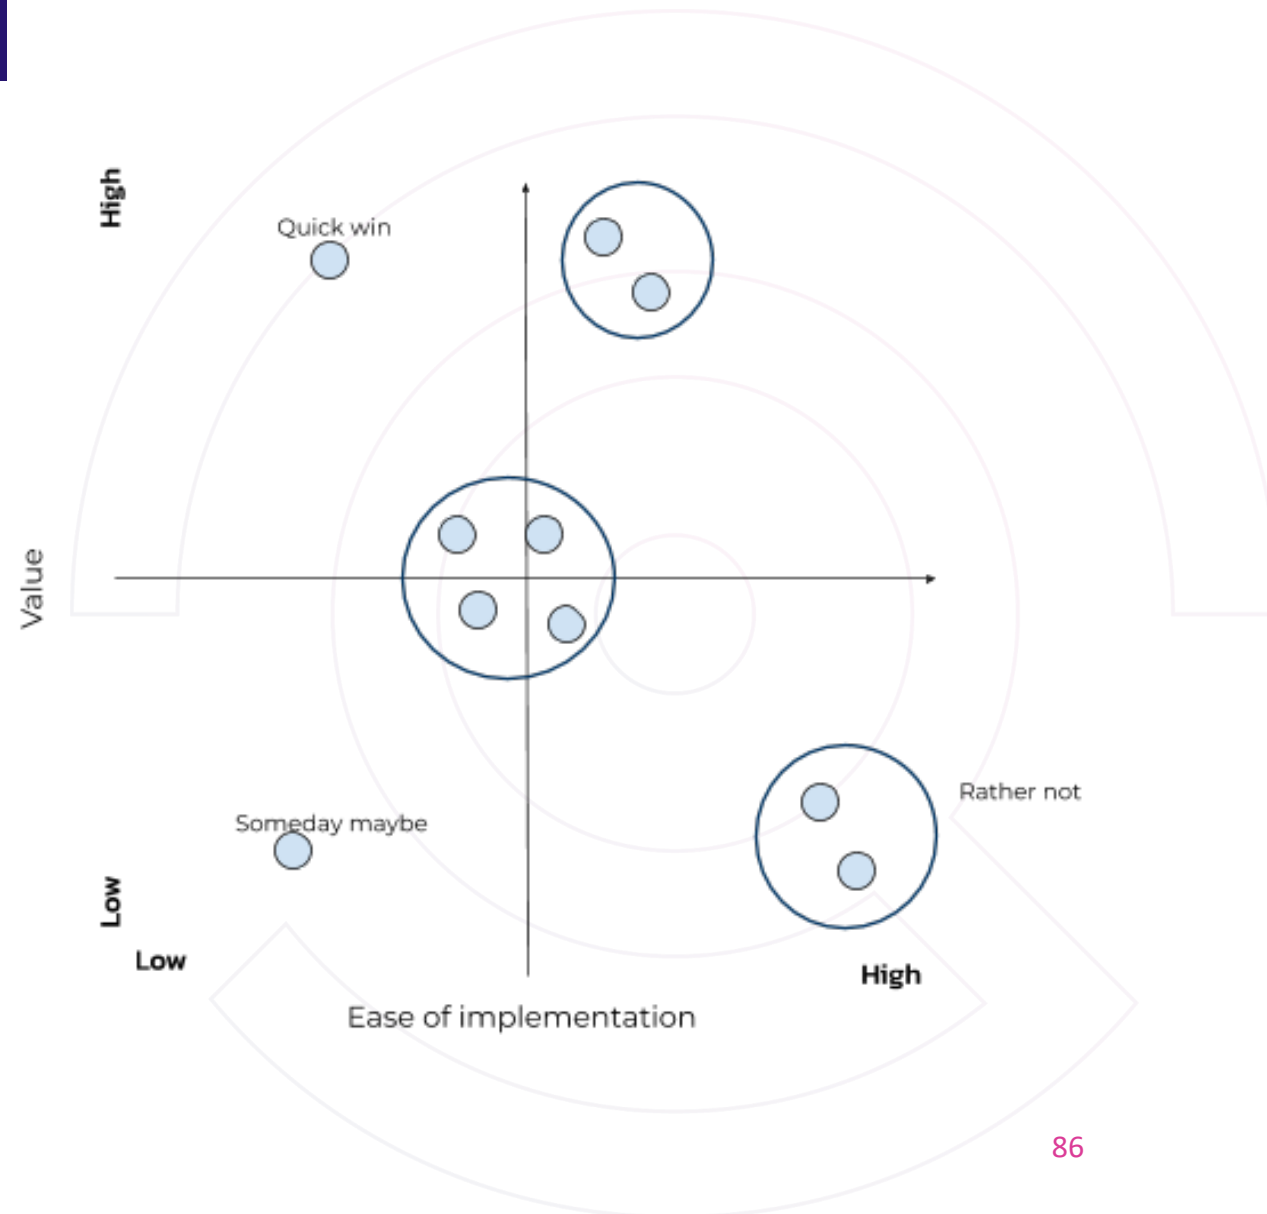 High
Quick win
Value
Rather not
Someday maybe
Low
Low
High
Ease of implementation
86